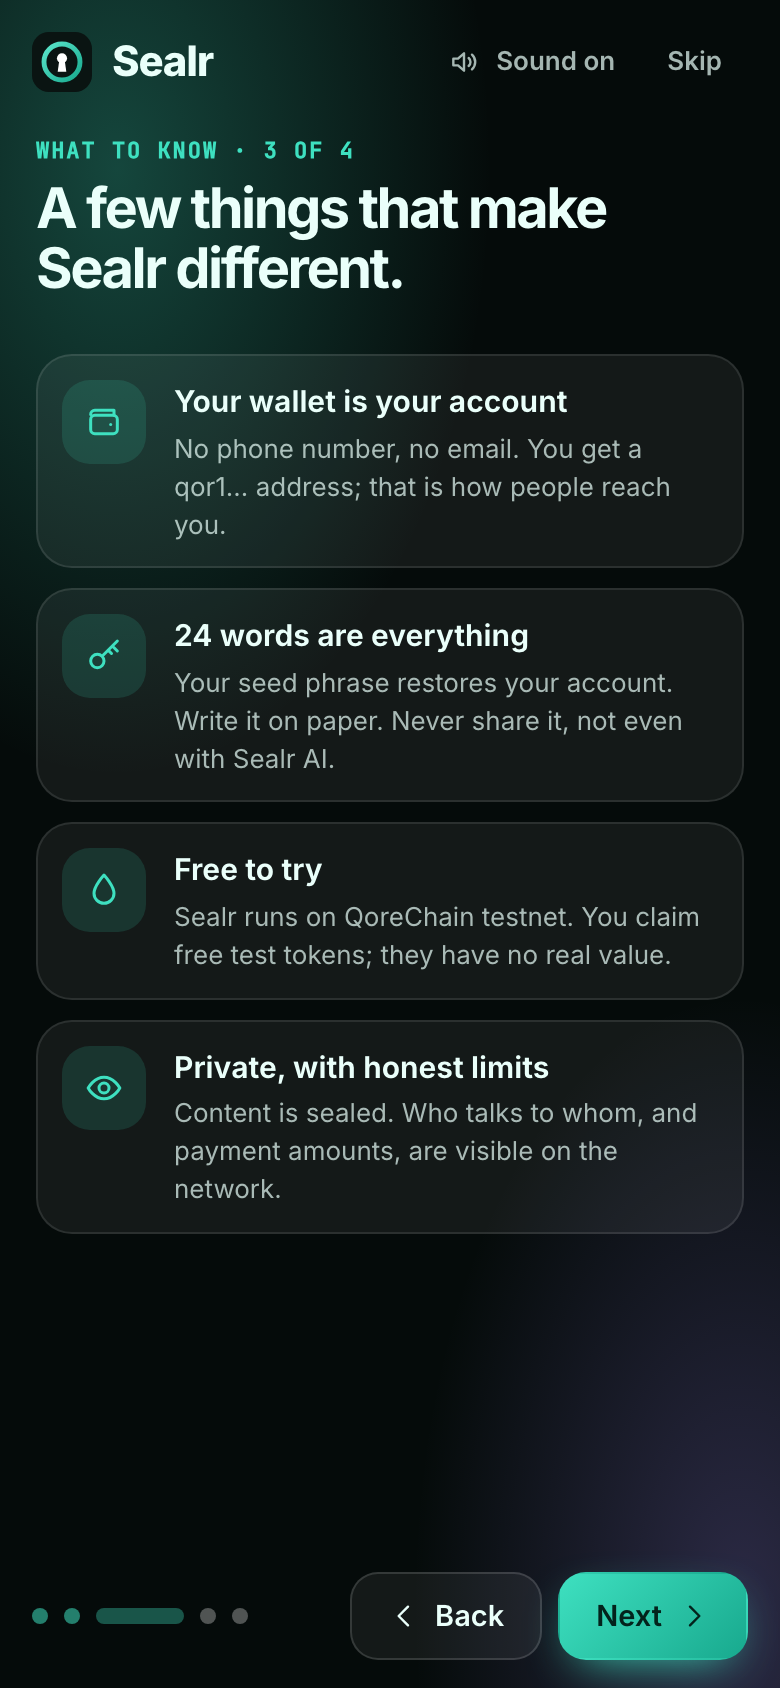 Sealr
Sound on
Skip
WHAT TO KNOW · 3 OF 4
A few things that make
Sealr different.
Your wallet is your account
No phone number, no email. You get a
qor1... address; that is how people reach
you.
24 words are everything
Your seed phrase restores your account.
Write it on paper. Never share it, not even
with Sealr AI.
Free to try
Sealr runs on QoreChain testnet. You claim
free test tokens; they have no real value.
Private, with honest limits
Content is sealed. Who talks to whom, and
payment amounts, are visible on the
network.
Back
Next